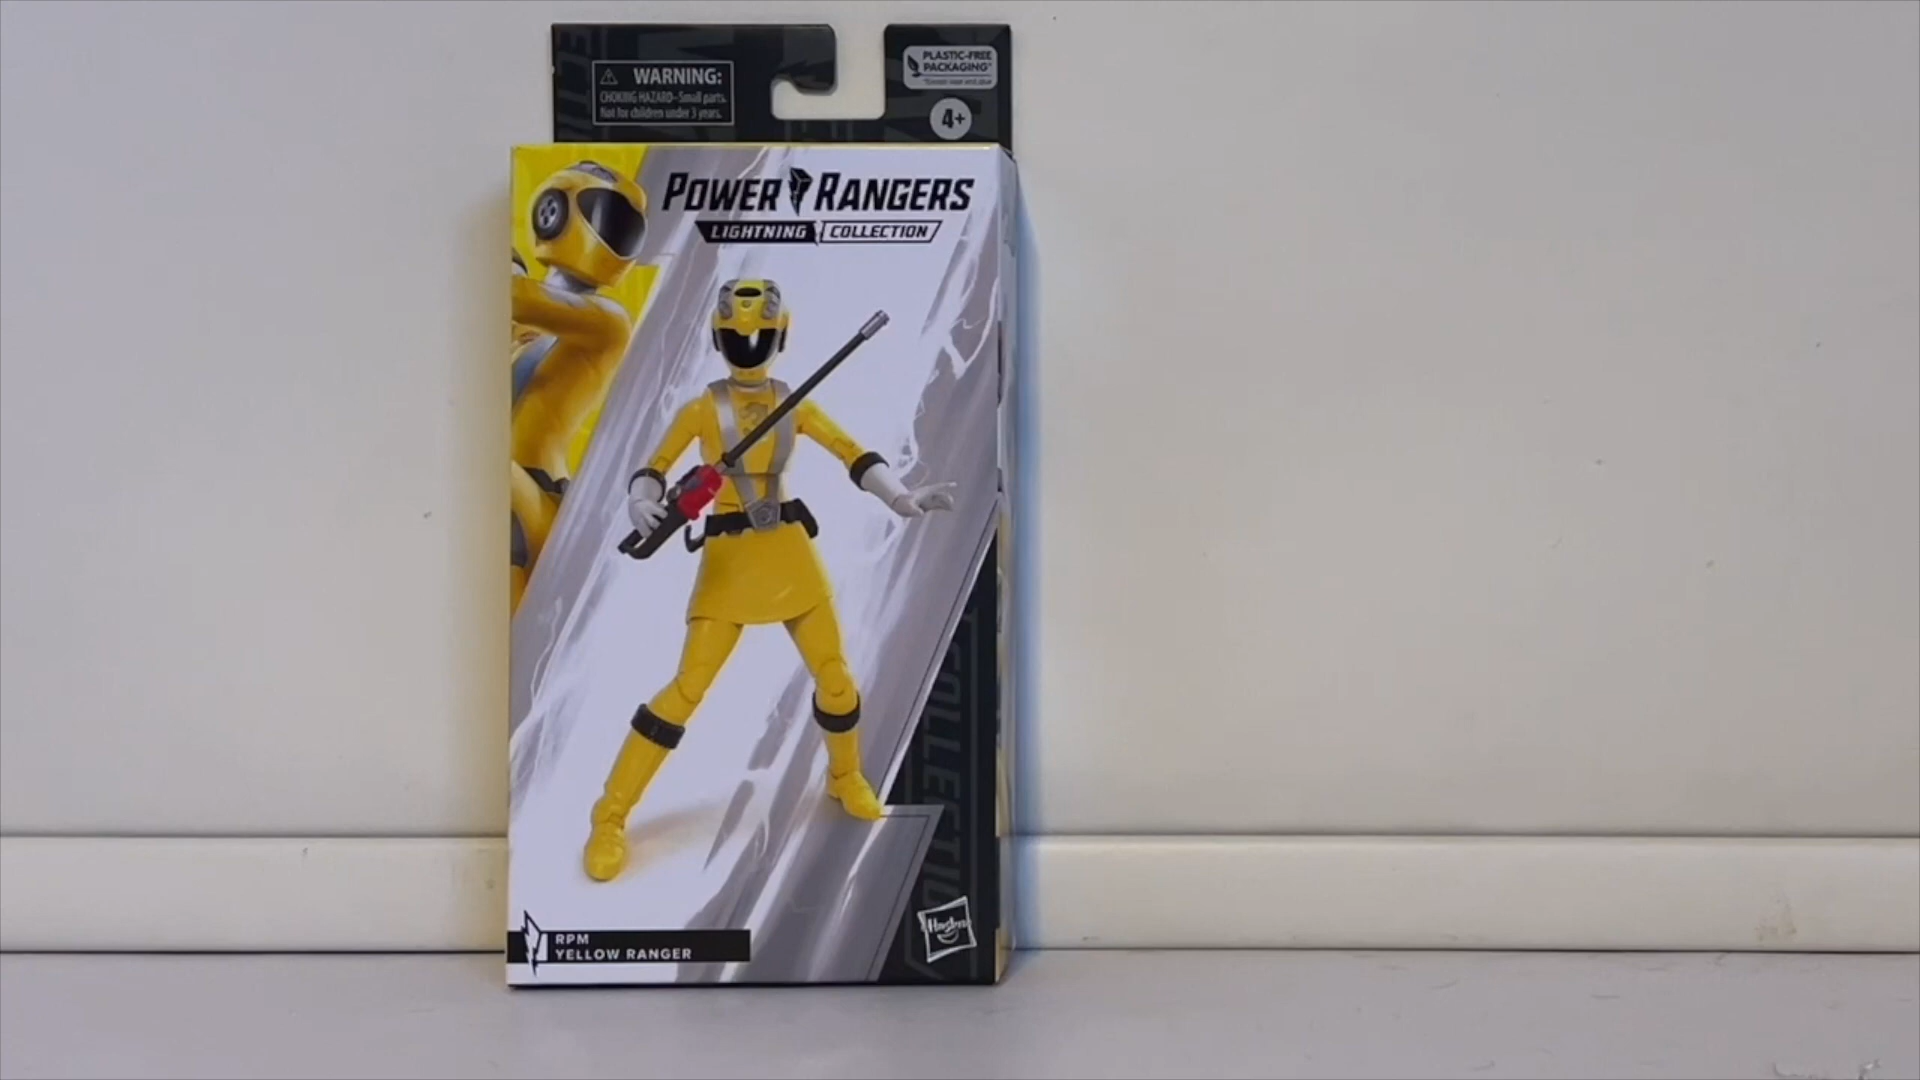 WARNING:
CHOKING HAZARD–Small parts.
Not for children under 3 years.
PLASTIC-FREE
PACKAGING*
4+
POWER RANGERS
LIGHTNING COLLECTION
COLLECTIO
RPM
YELLOW RANGER
Hasbro